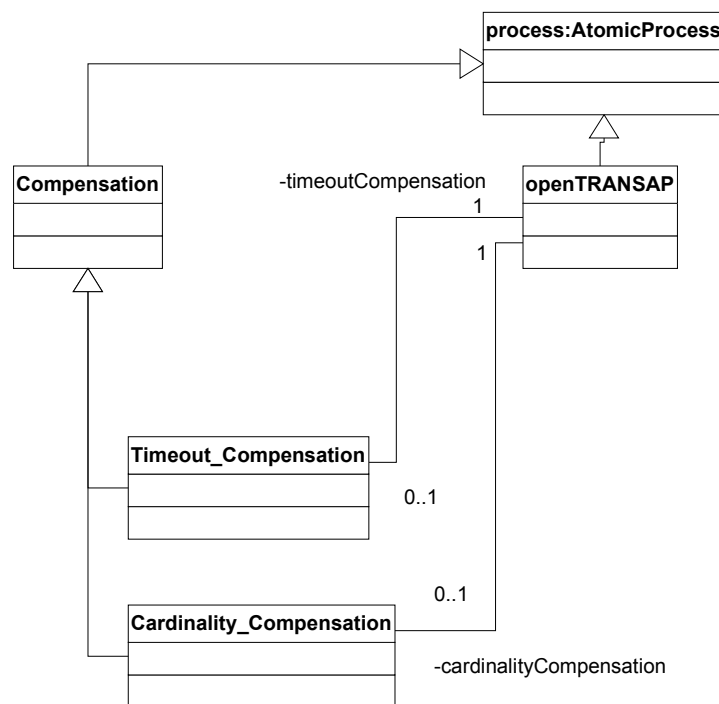 process:AtomicProcess
Compensation
-timeoutCompensation
openTRANSAP
1
1
Timeout_Compensation
0..1
0..1
Cardinality_Compensation
-cardinalityCompensation